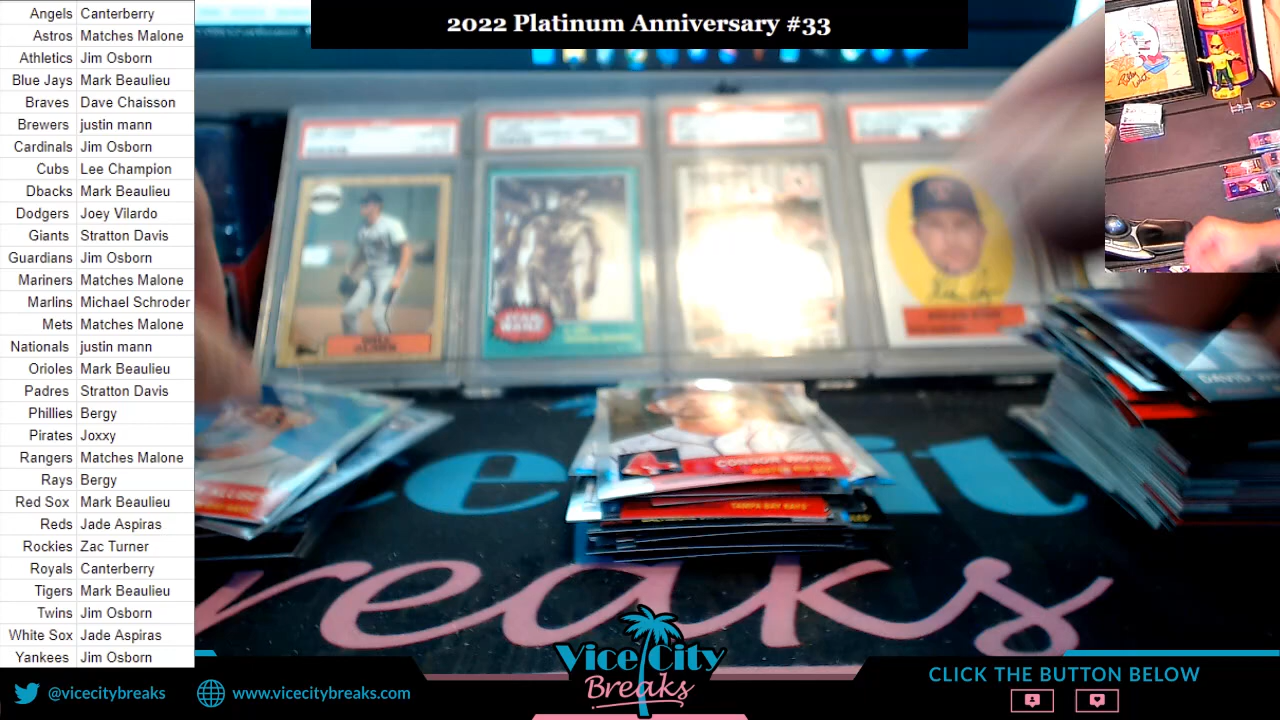 2022 Platinum Anniversary #33
Angels Canterberry
Astros Matches Malone
Athletics Jim Osborn
Blue Jays Mark Beaulieu
Braves Dave Chaisson
Brewers justin mann
Cardinals Jim Osborn
Cubs Lee Champion
Dbacks Mark Beaulieu
Dodgers Joey Vilardo
Giants Stratton Davis
Guardians Jim Osborn
Mariners Matches Malone
Marlins Michael Schroder
Mets Matches Malone
Nationals justin mann
Orioles Mark Beaulieu
Padres Stratton Davis
Phillies Bergy
Pirates Joxxy
Rangers Matches Malone
Rays Bergy
Red Sox Mark Beaulieu
Reds Jade Aspiras
Rockies Zac Turner
Royals Canterberry
Tigers Mark Beaulieu
Twins Jim Osborn
White Sox Jade Aspiras
Yankees Jim Osborn
STAR WARS
CONNOR WONG
TAMPA BAY RAYS
DAVID
Breaks
Vice City
Breaks
@vicecitybreaks
www.vicecitybreaks.com
CLICK THE BUTTON BELOW